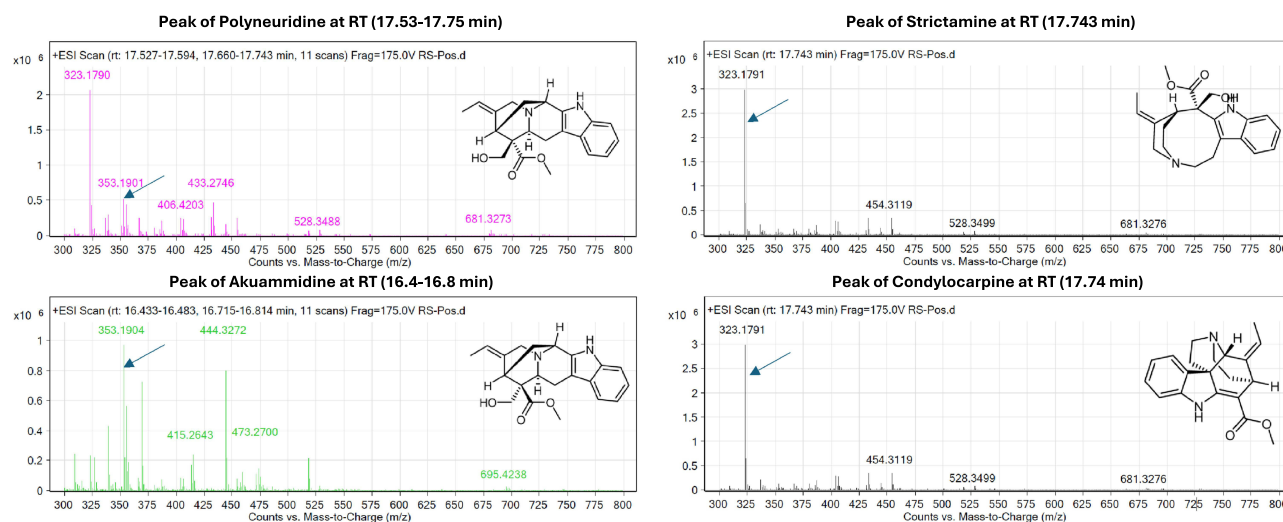 Peak of Polyneuridine at RT (17.53-17.75 min)
+ESI Scan (rt: 17.527-17.594, 17.660-17.743 min, 11 scans) Frag=175.0V RS-Pos.d
x10 6
323.1790
2
1.5
1
353.1901
433.2746
406.4203
0.5
528.3488
681.3273
0
300 325 350 375 400 425 450 475 500 525 550 575 600 625 650 675 700 725 750 775 800
Counts vs. Mass-to-Charge (m/z)
H
H
N
N
H
H
HO
O
O
Peak of Strictamine at RT (17.743 min)
+ESI Scan (rt: 17.743 min) Frag=175.0V RS-Pos.d
x10 6
323.1791
3
2.5
2
1.5
1
454.3119
0.5
528.3499
681.3276
0
300 325 350 375 400 425 450 475 500 525 550 575 600 625 650 675 700 725 750 775 800
Counts vs. Mass-to-Charge (m/z)
O
O
H
OH
H
N
N
Peak of Akuammidine at RT (16.4-16.8 min)
+ESI Scan (rt: 16.433-16.483, 16.715-16.814 min, 11 scans) Frag=175.0V RS-Pos.d
x10 6
353.1904
444.3272
1
0.8
0.6
0.4
415.2643
473.2700
0.2
695.4238
0
300 325 350 375 400 425 450 475 500 525 550 575 600 625 650 675 700 725 750 775 800
Counts vs. Mass-to-Charge (m/z)
H
H
N
N
H
H
HO
O
O
Peak of Condylocarpine at RT (17.74 min)
+ESI Scan (rt: 17.743 min) Frag=175.0V RS-Pos.d
x10 6
323.1791
3
2.5
2
1.5
1
454.3119
0.5
528.3499
681.3276
0
300 325 350 375 400 425 450 475 500 525 550 575 600 625 650 675 700 725 750 775 800
Counts vs. Mass-to-Charge (m/z)
N
H
H
NH
O
O